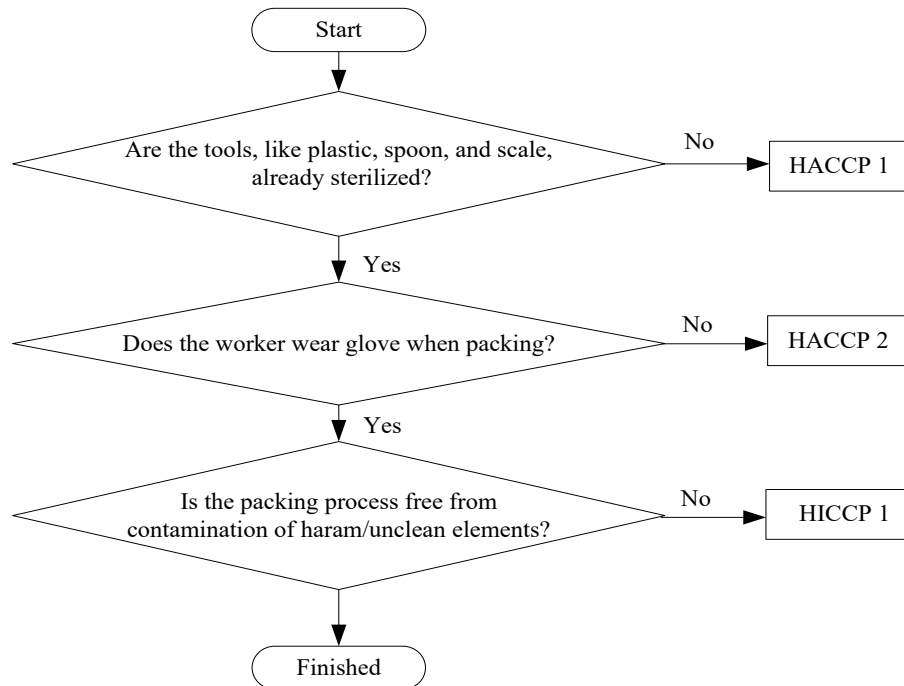 Start
Are the tools, like plastic, spoon, and scale,
already sterilized?
No
HACCP 1
Yes
Does the worker wear glove when packing?
No
HACCP 2
Yes
Is the packing process free from
contamination of haram/unclean elements?
No
HICCP 1
Finished